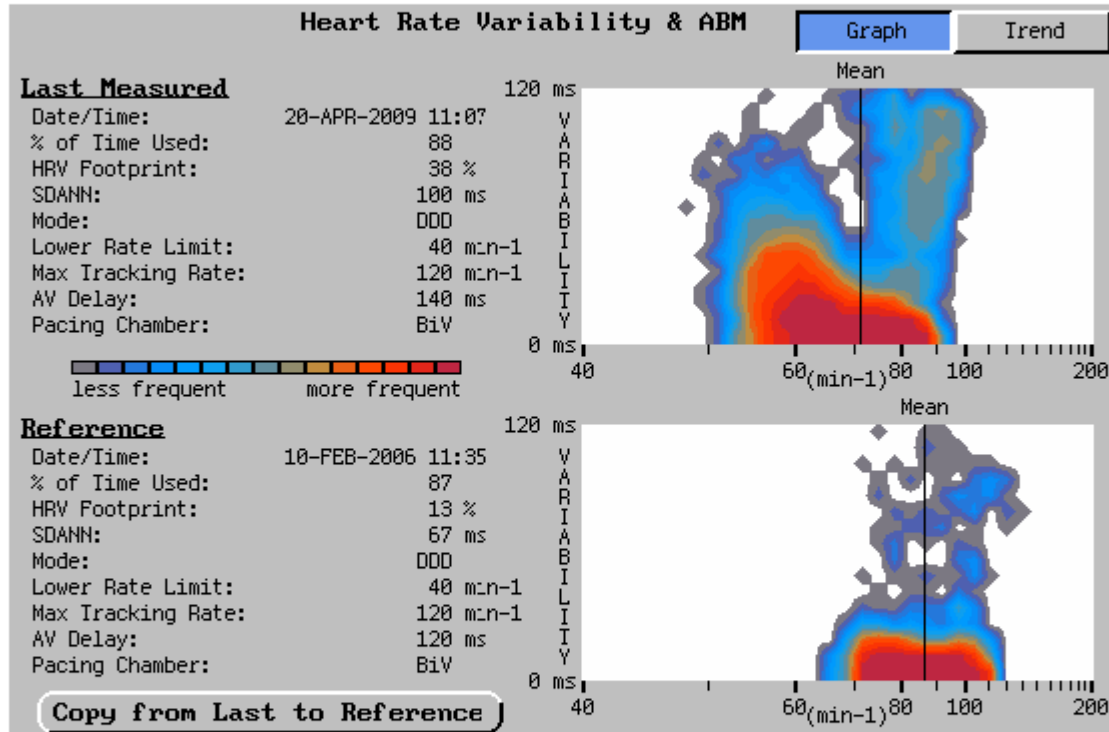 Heart Rate Variability & ABM
Graph
Trend
Last Measured
Date/Time: 20-APR-2009 11:07
% of Time Used: 88
HRV Footprint: 38 %
SDANN: 100 ms
Mode: DDD
Lower Rate Limit: 40 min-1
Max Tracking Rate: 120 min-1
AV Delay: 140 ms
Pacing Chamber: BiV
less frequent more frequent
Mean
120 ms
VARIABILITY
0 ms
40 60 (min-1) 80 100 200
Reference
Date/Time: 10-FEB-2006 11:35
% of Time Used: 87
HRV Footprint: 13 %
SDANN: 67 ms
Mode: DDD
Lower Rate Limit: 40 min-1
Max Tracking Rate: 120 min-1
AV Delay: 120 ms
Pacing Chamber: BiV
Mean
120 ms
VARIABILITY
0 ms
40 60 (min-1) 80 100 200
Copy from Last to Reference